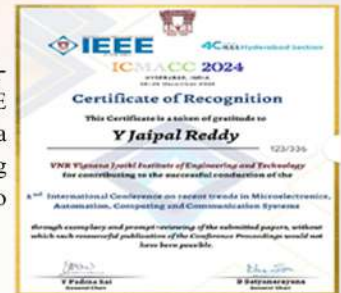 E
a
g
o
IEEE
IEEE Hyderabad Section
ICMACC 2024
HYDERABAD, INDIA
December 2024
Certificate of Recognition
This Certificate is a token of gratitude to
Y Jaipal Reddy
123/336
VNR Vignana Jyothi Institute of Engineering and Technology
for contributing to the successful conduction of the
2nd International Conference on recent trends in Microelectronics,
Automation, Computing and Communication Systems
through exemplary and prompt reviewing of the submitted papers, without
which such resourceful publication of the Conference Proceedings would not
have been possible.
Y Padma Sai
General Chair
B Satyanarayana
General Chair